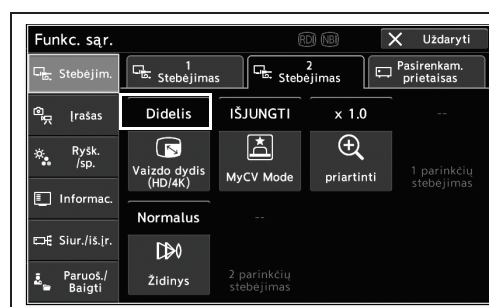 Funkc. sąr.
RDI NBI
Uždaryti
Stebėjim.
1
Stebėjimas
2
Stebėjimas
Pasirenkam.
prietaisas
Įrašas
Ryšk.
/sp.
Informac.
Siur./iš.įr.
Paruoš./
Baigti
Didelis
IŠJUNGTI
x 1.0
--
Vaizdo dydis
(HD/4K)
MyCV Mode
priartinti
1 parinkčių
stebėjimas
Normalus
--
Židinys
2 parinkčių
stebėjimas